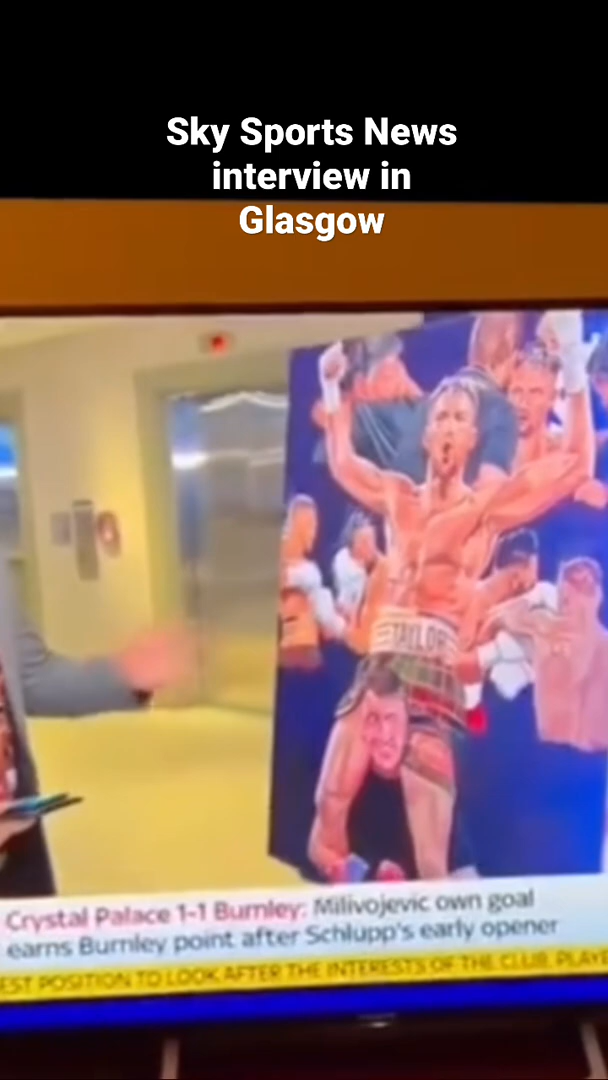 Sky Sports News
interview in
Glasgow
TAYLOR
Crystal Palace 1-1 Burnley: Milivojevic own goal
earns Burnley point after Schlupp's early opener
EST POSITION TO LOOK AFTER THE INTERESTS OF THE CLUB, PLAYE